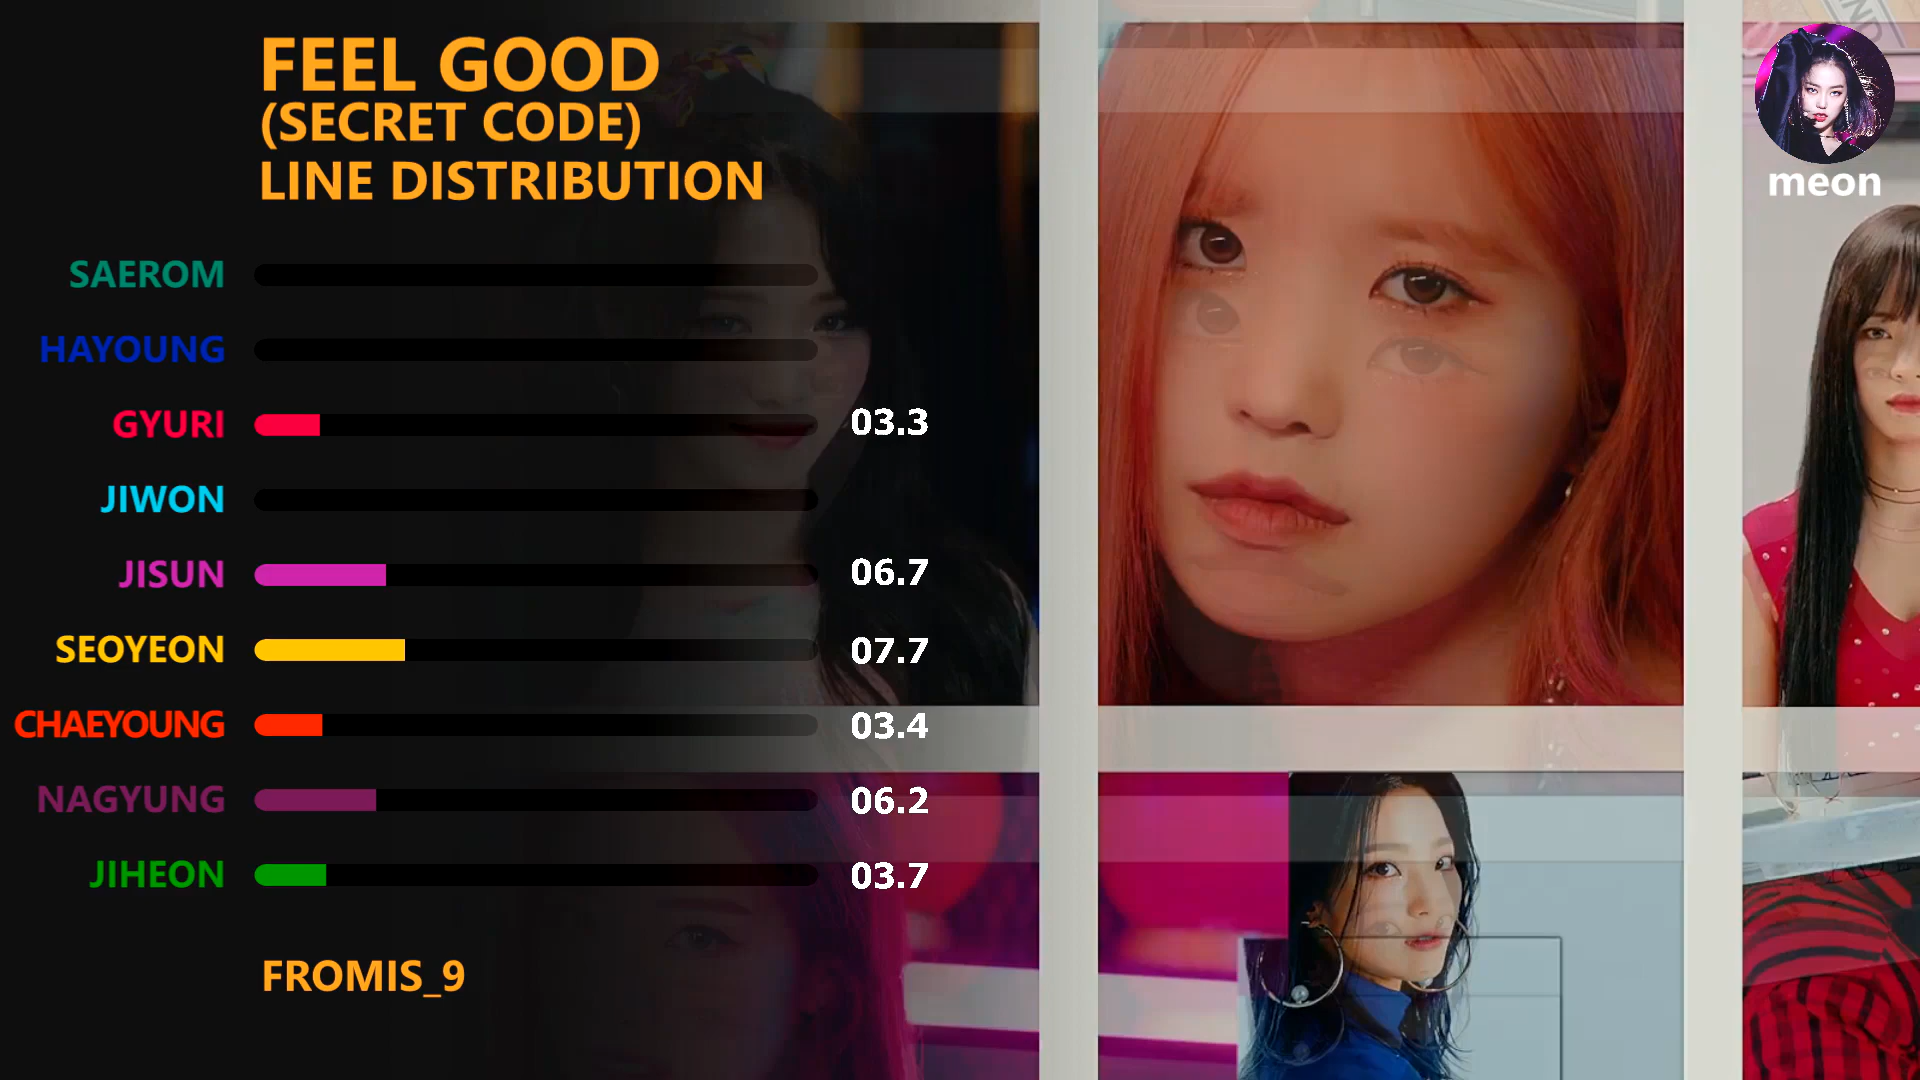 FEEL GOOD
(SECRET CODE)
LINE DISTRIBUTION
meon
SAEROM
HAYOUNG
GYURI 03.3
JIWON
JISUN 06.7
SEOYEON 07.7
CHAEYOUNG 03.4
NAGYUNG 06.2
JIHEON 03.7
FROMIS_9